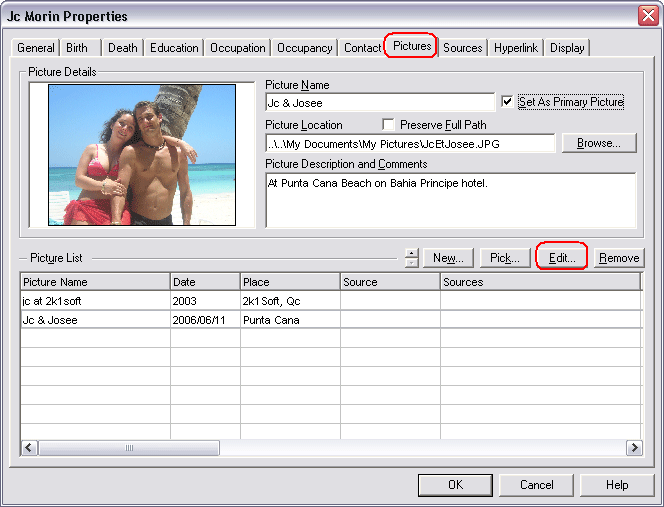 Jc Morin Properties
General Birth Death Education Occupation Occupancy Contact Pictures Sources Hyperlink Display
Picture Details
Picture Name
Jc & Josee
Set As Primary Picture
Picture Location Preserve Full Path
..\..\My Documents\My Pictures\JcEtJosee.JPG Browse...
Picture Description and Comments
At Punta Cana Beach on Bahia Principe hotel.
Picture List New... Pick... Edit... Remove
Picture Name Date Place Source Sources
jc at 2k1soft 2003 2k1Soft, Qc
Jc & Josee 2006/06/11 Punta Cana
OK Cancel Help